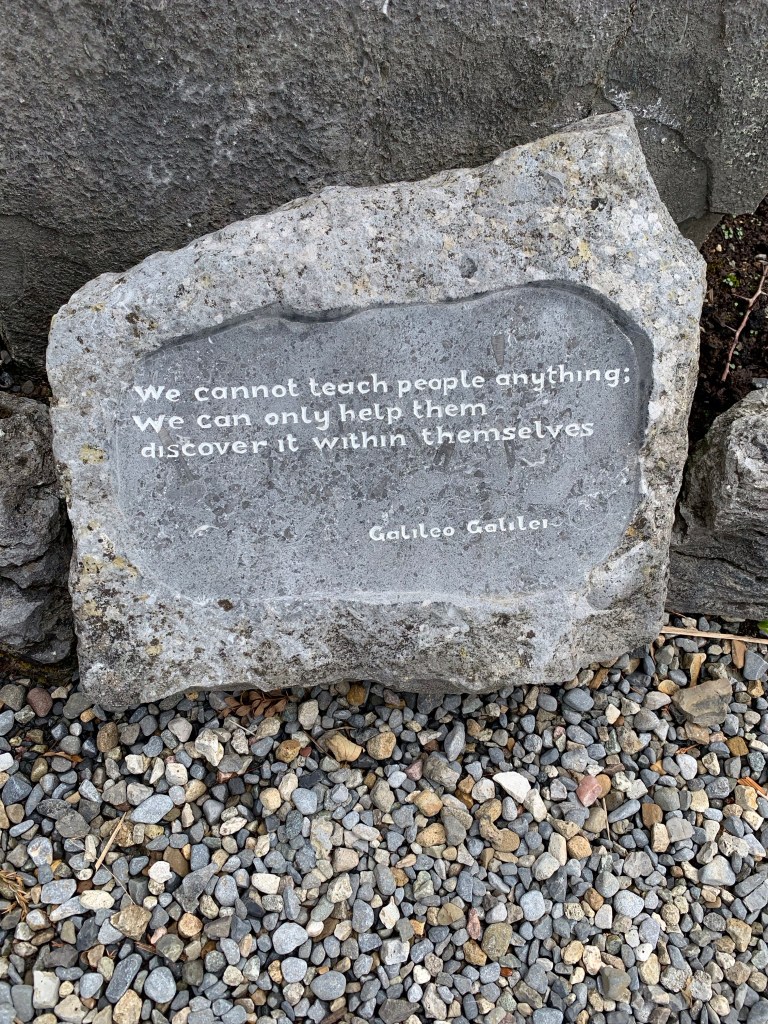 We cannot teach people anything;
We can only help them
discover it within themselves
Galileo Galilei